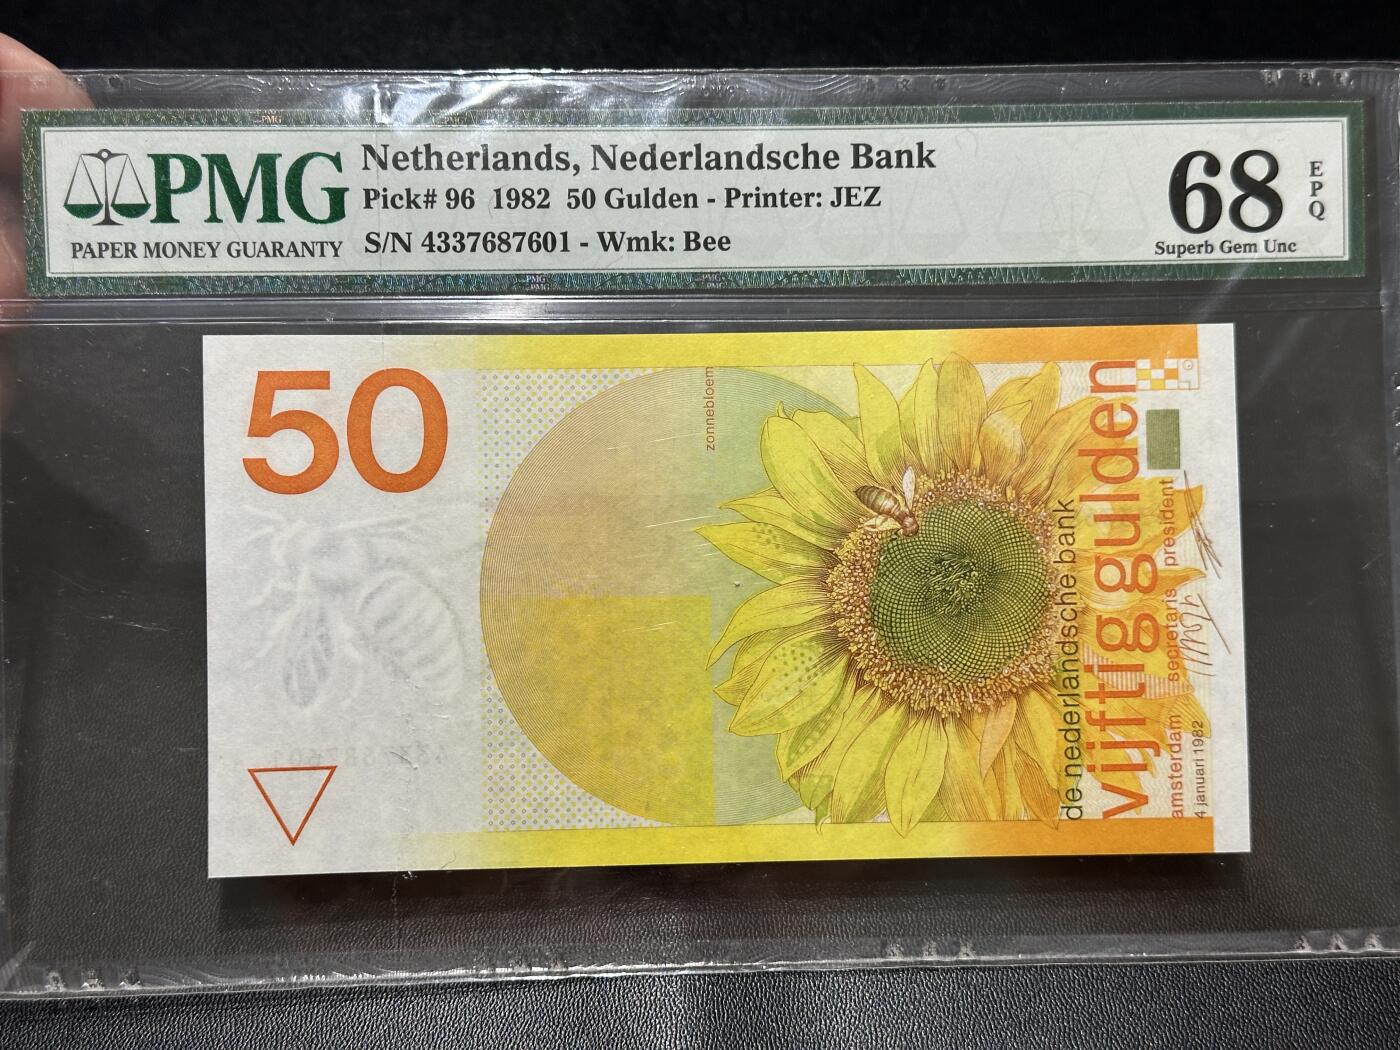 PMG
PAPER MONEY GUARANTY
Netherlands, Nederlandsche Bank
Pick# 96 1982 50 Gulden - Printer: JEZ
S/N 4337687601 - Wmk: Bee
68
EPQ
Superb Gem Unc
50
zonnebloem
de nederlandsche bank
vijftig gulden
amsterdam secretaris president
4 januari 1982